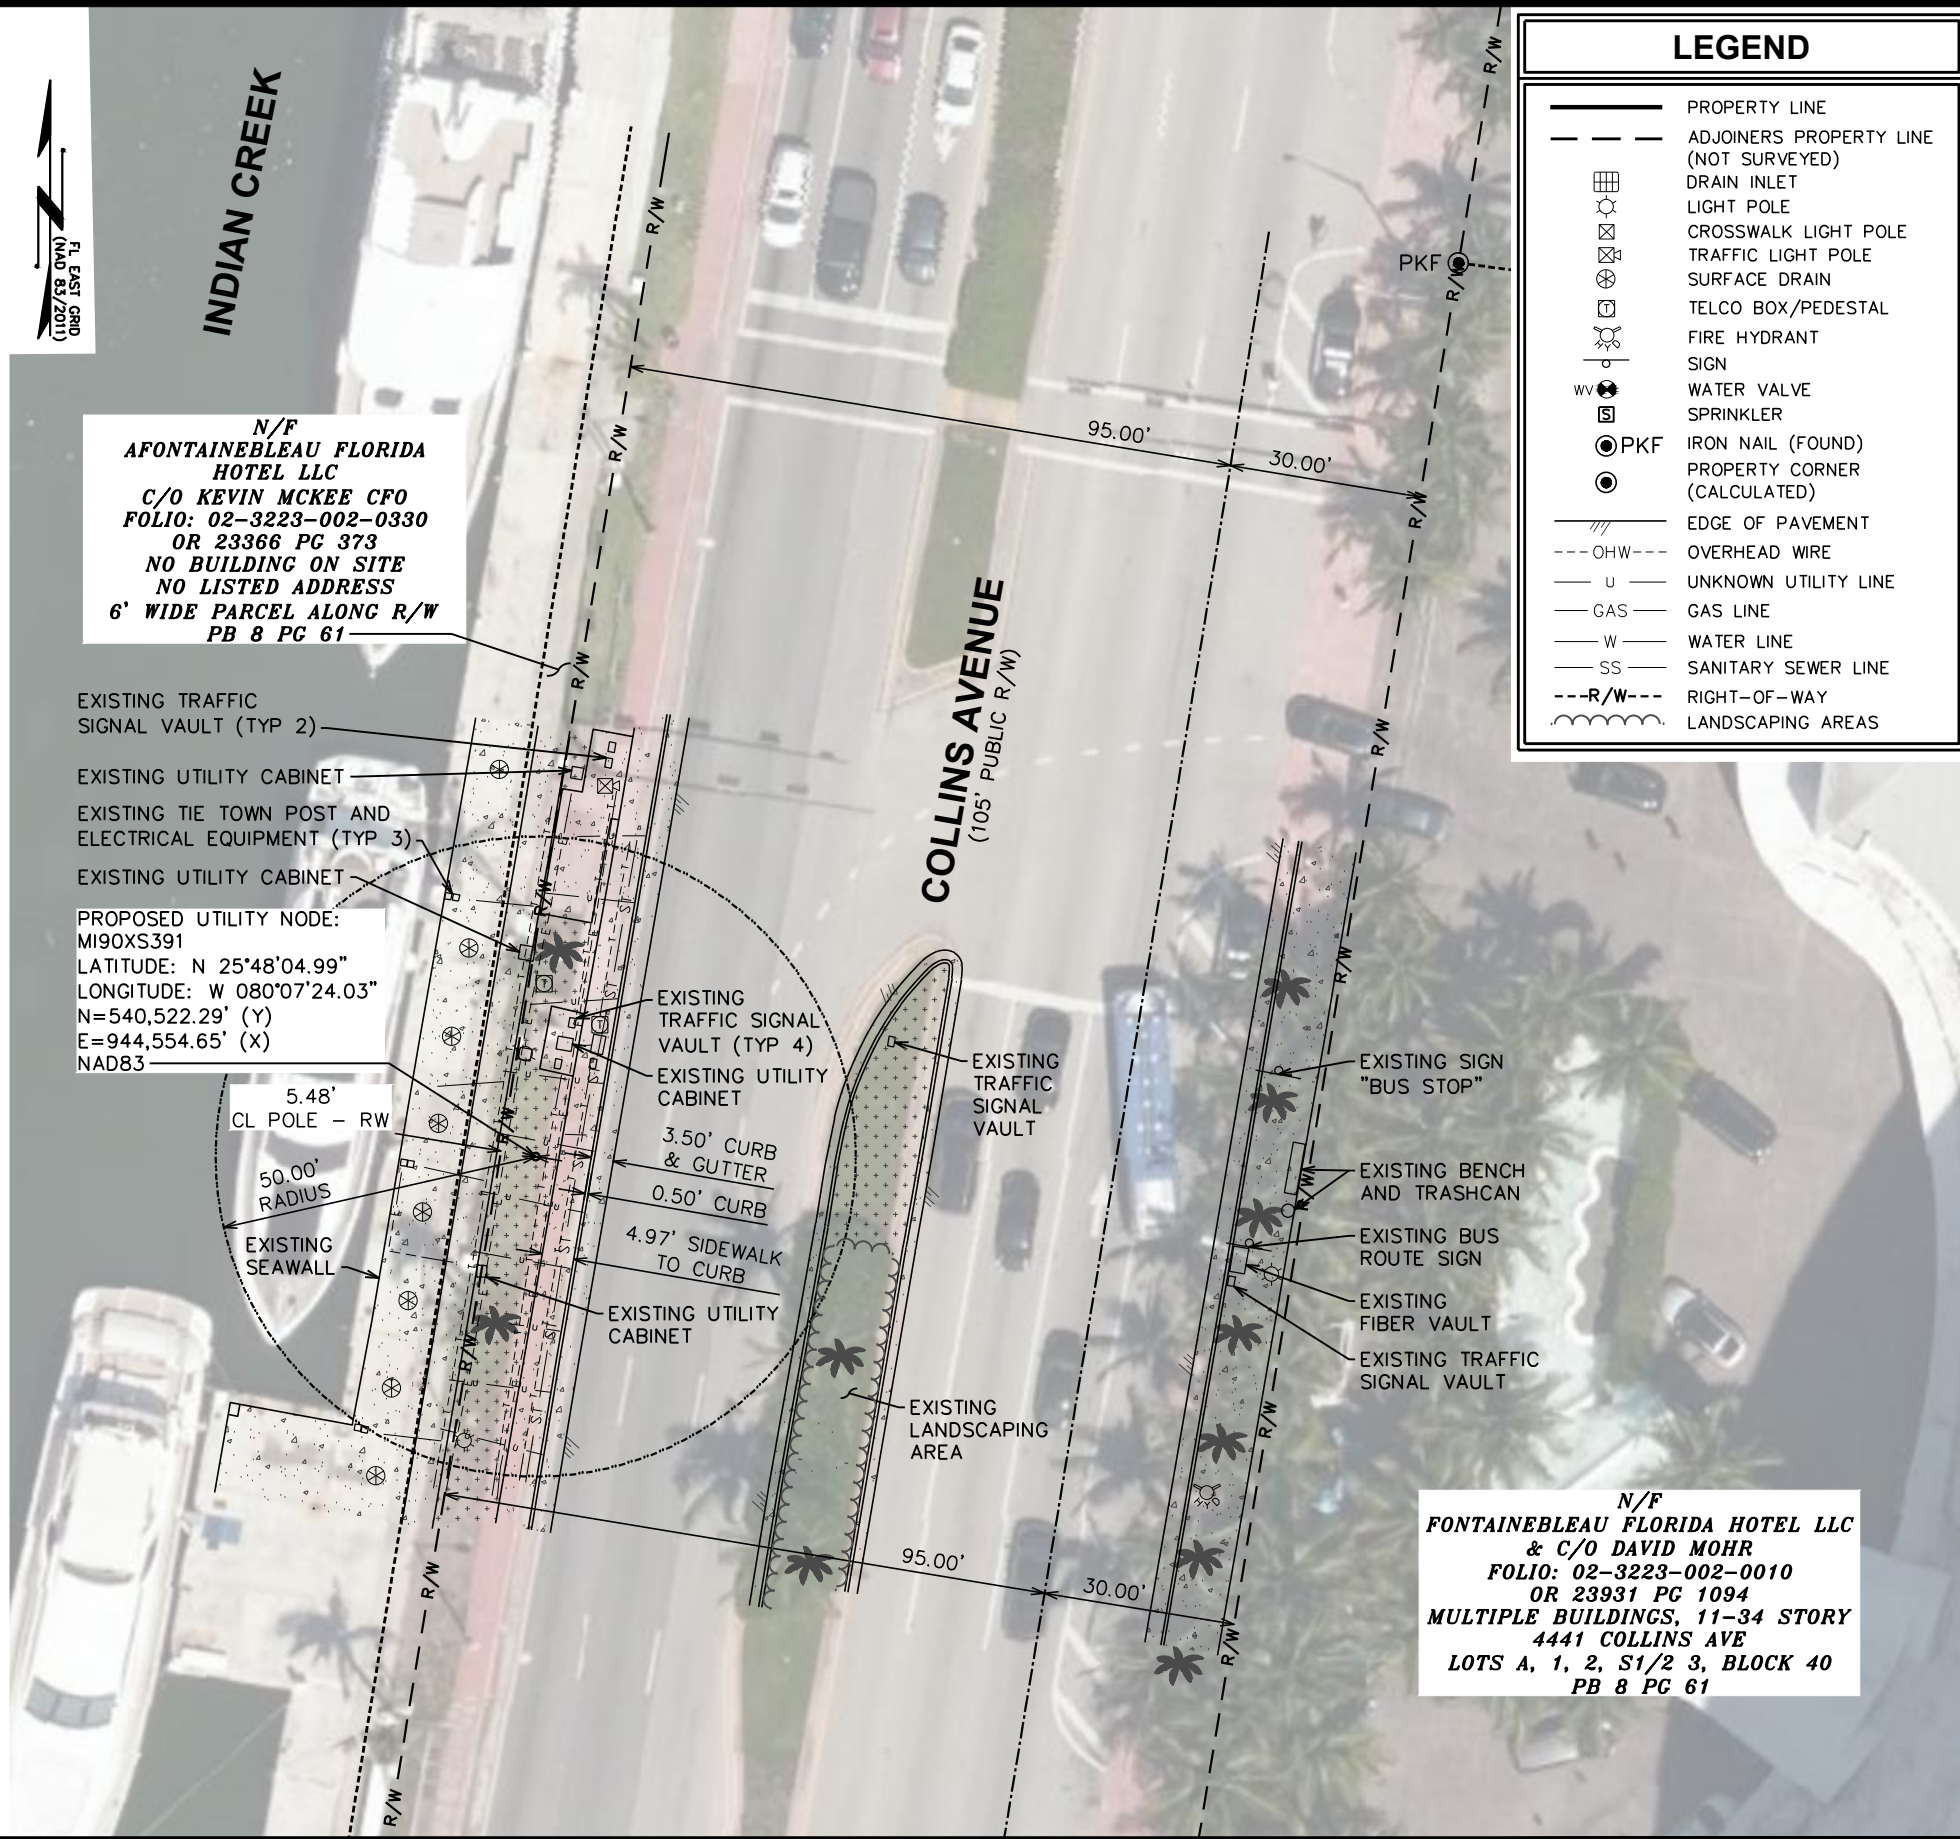 LEGEND
PROPERTY LINE
ADJOINERS PROPERTY LINE
(NOT SURVEYED)
DRAIN INLET
LIGHT POLE
CROSSWALK LIGHT POLE
TRAFFIC LIGHT POLE
SURFACE DRAIN
T TELCO BOX/PEDESTAL
FIRE HYDRANT
HYD
SIGN
WV WATER VALVE
S SPRINKLER
PKF IRON NAIL (FOUND)
PROPERTY CORNER
(CALCULATED)
EDGE OF PAVEMENT
OHW OVERHEAD WIRE
U UNKNOWN UTILITY LINE
GAS GAS LINE
W WATER LINE
SS SANITARY SEWER LINE
R/W RIGHT-OF-WAY
LANDSCAPING AREAS
FL EAST GRID
(NAD 83/2011)
INDIAN CREEK
N/F
AFONTAINEBLEAU FLORIDA
HOTEL LLC
C/O KEVIN MCKEE CFO
FOLIO: 02-3223-002-0330
OR 23366 PG 373
NO BUILDING ON SITE
NO LISTED ADDRESS
6' WIDE PARCEL ALONG R/W
PB 8 PG 61
EXISTING TRAFFIC
SIGNAL VAULT (TYP 2)
EXISTING UTILITY CABINET
EXISTING TIE TOWN POST AND
ELECTRICAL EQUIPMENT (TYP 3)
EXISTING UTILITY CABINET
PROPOSED UTILITY NODE:
MI90XS391
LATITUDE: N 25°48'04.99"
LONGITUDE: W 080°07'24.03"
N=540,522.29' (Y)
E=944,554.65' (X)
NAD83
5.48'
CL POLE - RW
50.00'
RADIUS
EXISTING
SEAWALL
R/W
R/W
R/W
R/W
R/W
R/W
R/W
R/W
PKF
R/W
R/W
R/W
R/W
R/W
R/W
R/W
R/W
95.00'
30.00'
COLLINS AVENUE
(105' PUBLIC R/W)
EXISTING
TRAFFIC SIGNAL
VAULT (TYP 4)
EXISTING UTILITY
CABINET
3.50' CURB
& GUTTER
0.50' CURB
4.97' SIDEWALK
TO CURB
EXISTING UTILITY
CABINET
EXISTING
TRAFFIC
SIGNAL
VAULT
EXISTING
LANDSCAPING
AREA
EXISTING SIGN
"BUS STOP"
EXISTING BENCH
AND TRASHCAN
EXISTING BUS
ROUTE SIGN
EXISTING
FIBER VAULT
EXISTING TRAFFIC
SIGNAL VAULT
HYD
95.00'
30.00'
N/F
FONTAINEBLEAU FLORIDA HOTEL LLC
& C/O DAVID MOHR
FOLIO: 02-3223-002-0010
OR 23931 PG 1094
MULTIPLE BUILDINGS, 11-34 STORY
4441 COLLINS AVE
LOTS A, 1, 2, S1/2 3, BLOCK 40
PB 8 PG 61